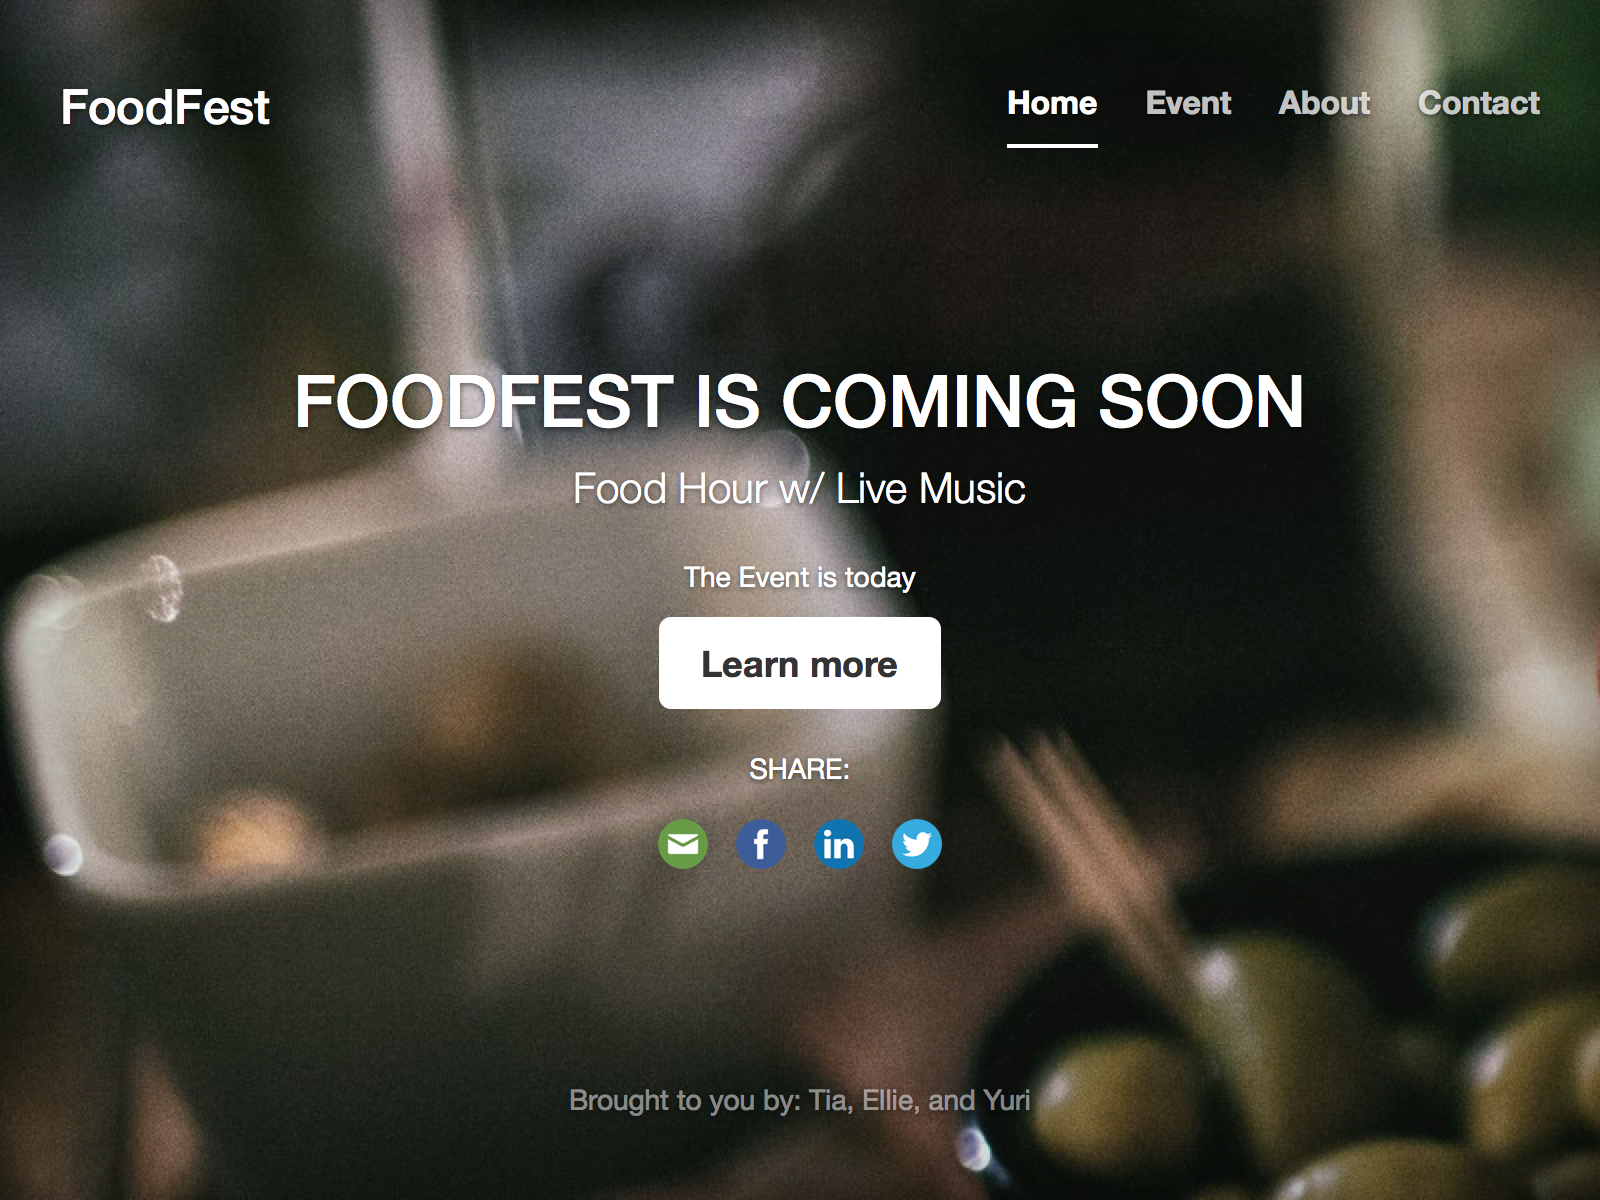 FoodFest
Home Event About Contact
FOODFEST IS COMING SOON
Food Hour w/ Live Music
The Event is today
Learn more
SHARE:
f in
Brought to you by: Tia, Ellie, and Yuri